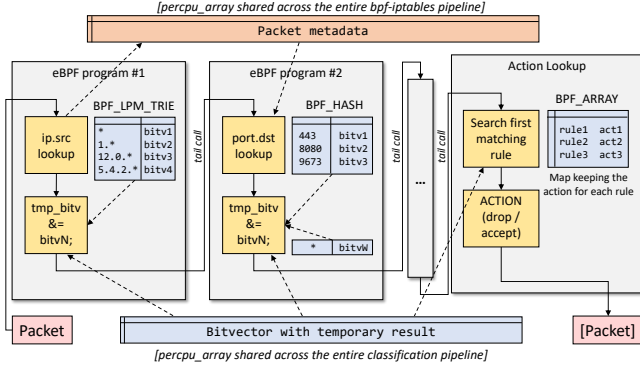 [percpu_array shared across the entire bpf-iptables pipeline]
Packet metadata
eBPF program #1
BPF_LPM_TRIE
ip.src
lookup
* bitv1
1.* bitv2
12.0.* bitv3
5.4.2.* bitv4
tmp_bitv
&=
bitvN;
tail call
eBPF program #2
BPF_HASH
port.dst
lookup
443 bitv1
8080 bitv2
9673 bitv3
tmp_bitv
&=
bitvN;
* bitvW
tail call
...
tail call
Action Lookup
BPF_ARRAY
Search first
matching
rule
rule1 act1
rule2 act2
rule3 act3
Map keeping the
action for each rule
ACTION
(drop /
accept)
Packet
Bitvector with temporary result
[Packet]
[percpu_array shared across the entire classification pipeline]